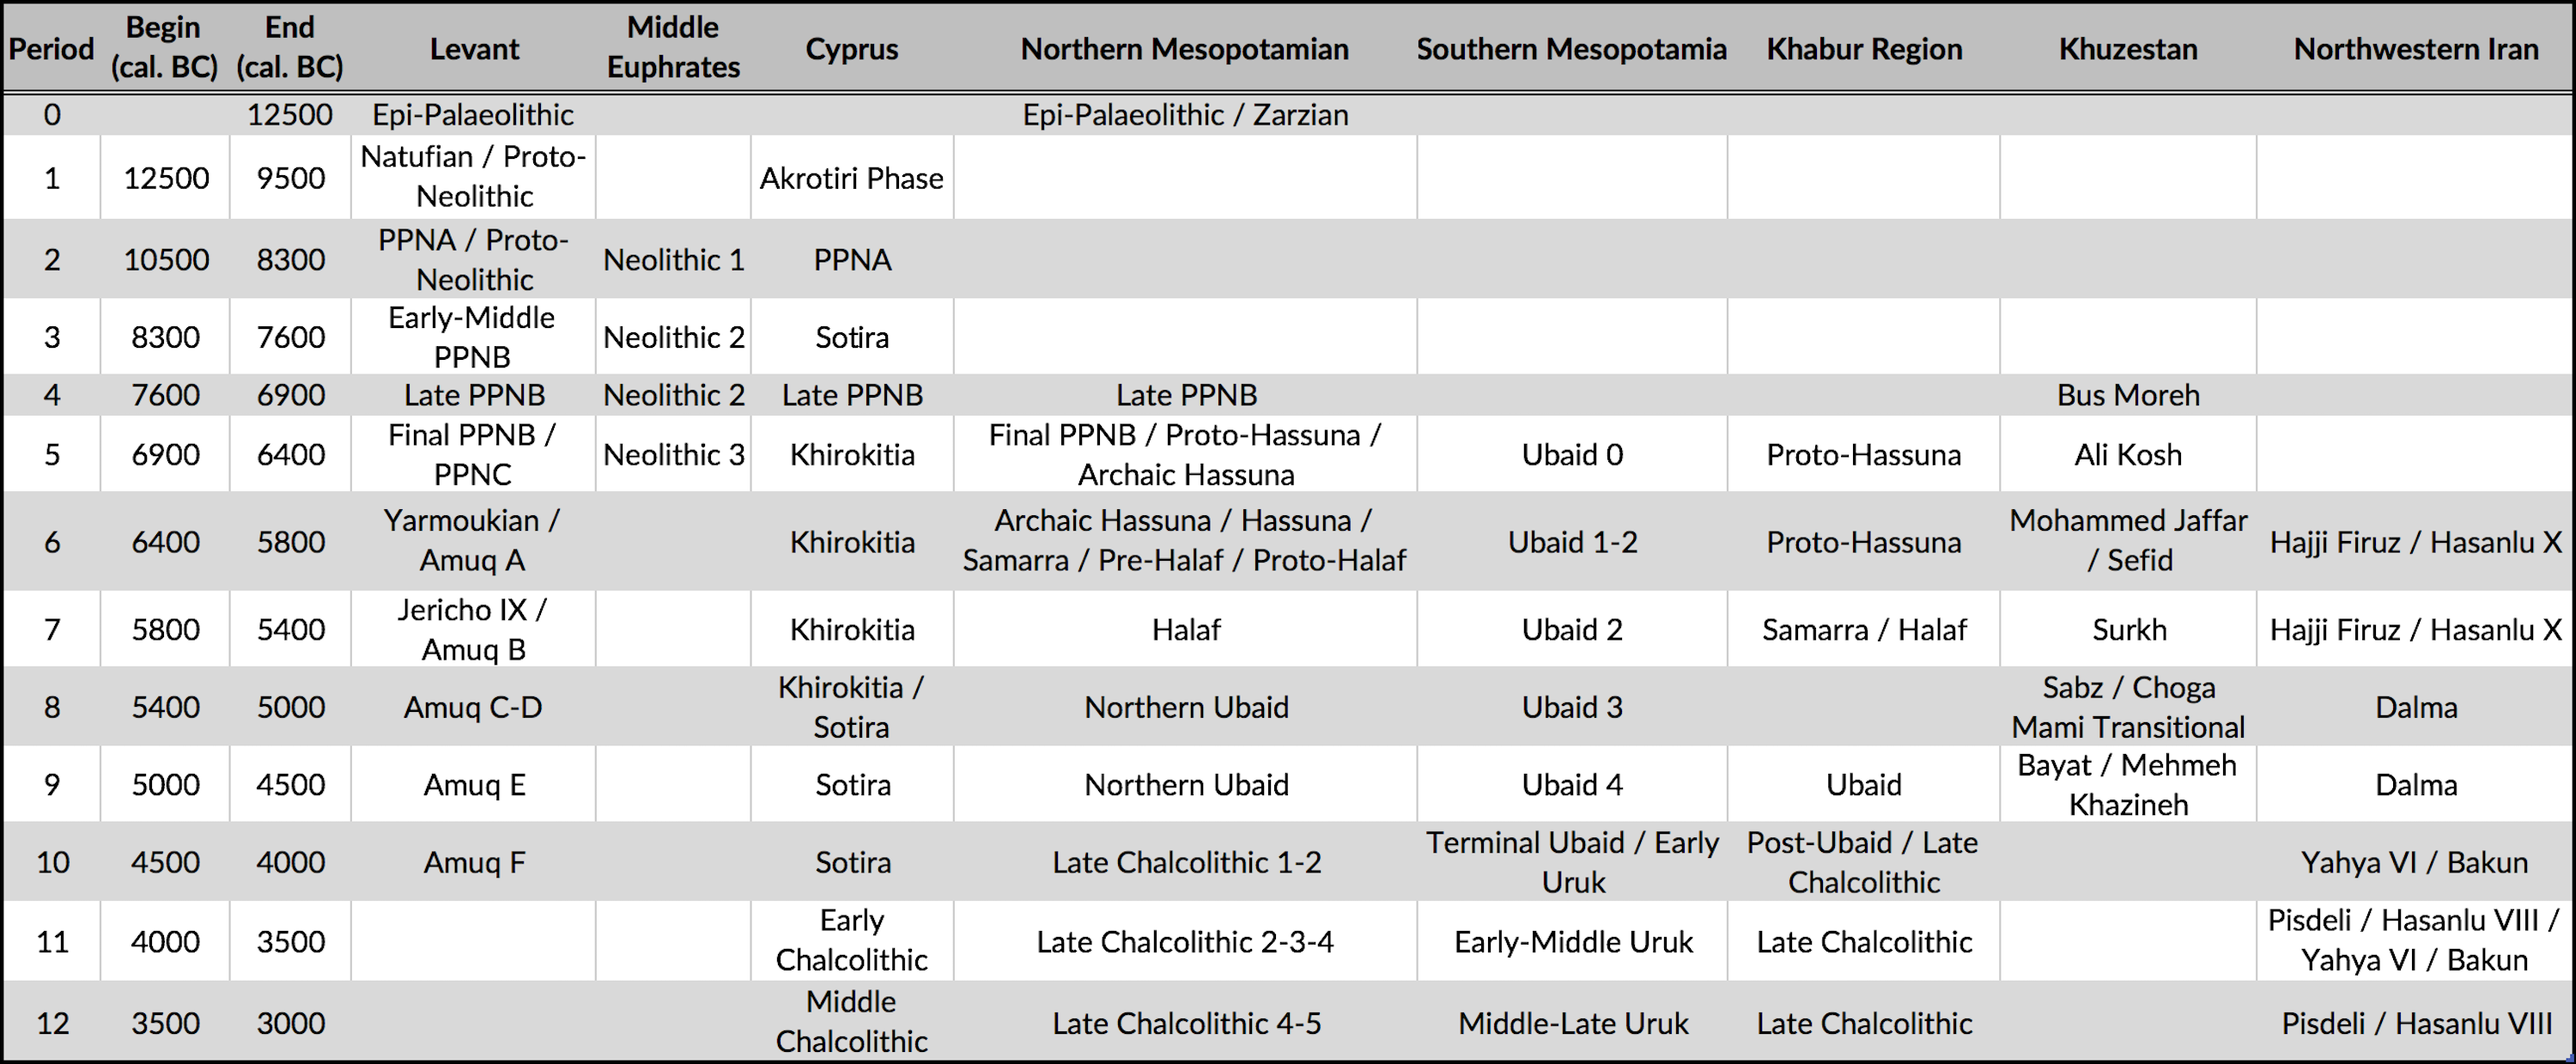 Period Begin (cal. BC) End (cal. BC) Levant Middle Euphrates Cyprus Northern Mesopotamian Southern Mesopotamia Khabur Region Khuzestan Northwestern Iran
0 12500 Epi-Palaeolithic Epi-Palaeolithic / Zarzian
1 12500 9500 Natufian / Proto-Neolithic Akrotiri Phase
2 10500 8300 PPNA / Proto-Neolithic Neolithic 1 PPNA
3 8300 7600 Early-Middle PPNB Neolithic 2 Sotira
4 7600 6900 Late PPNB Neolithic 2 Late PPNB Late PPNB Bus Moreh
5 6900 6400 Final PPNB / PPNC Neolithic 3 Khirokitia Final PPNB / Proto-Hassuna / Archaic Hassuna Ubaid 0 Proto-Hassuna Ali Kosh
6 6400 5800 Yarmoukian / Amuq A Khirokitia Archaic Hassuna / Hassuna / Samarra / Pre-Halaf / Proto-Halaf Ubaid 1-2 Proto-Hassuna Mohammed Jaffar / Sefid Hajji Firuz / Hasanlu X
7 5800 5400 Jericho IX / Amuq B Khirokitia Halaf Ubaid 2 Samarra / Halaf Surkh Hajji Firuz / Hasanlu X
8 5400 5000 Amuq C-D Khirokitia / Sotira Northern Ubaid Ubaid 3 Sabz / Choga Mami Transitional Dalma
9 5000 4500 Amuq E Sotira Northern Ubaid Ubaid 4 Ubaid Bayat / Mehmeh Khazineh Dalma
10 4500 4000 Amuq F Sotira Late Chalcolithic 1-2 Terminal Ubaid / Early Uruk Post-Ubaid / Late Chalcolithic Yahya VI / Bakun
11 4000 3500 Early Chalcolithic Late Chalcolithic 2-3-4 Early-Middle Uruk Late Chalcolithic Pisdeli / Hasanlu VIII / Yahya VI / Bakun
12 3500 3000 Middle Chalcolithic Late Chalcolithic 4-5 Middle-Late Uruk Late Chalcolithic Pisdeli / Hasanlu VIII